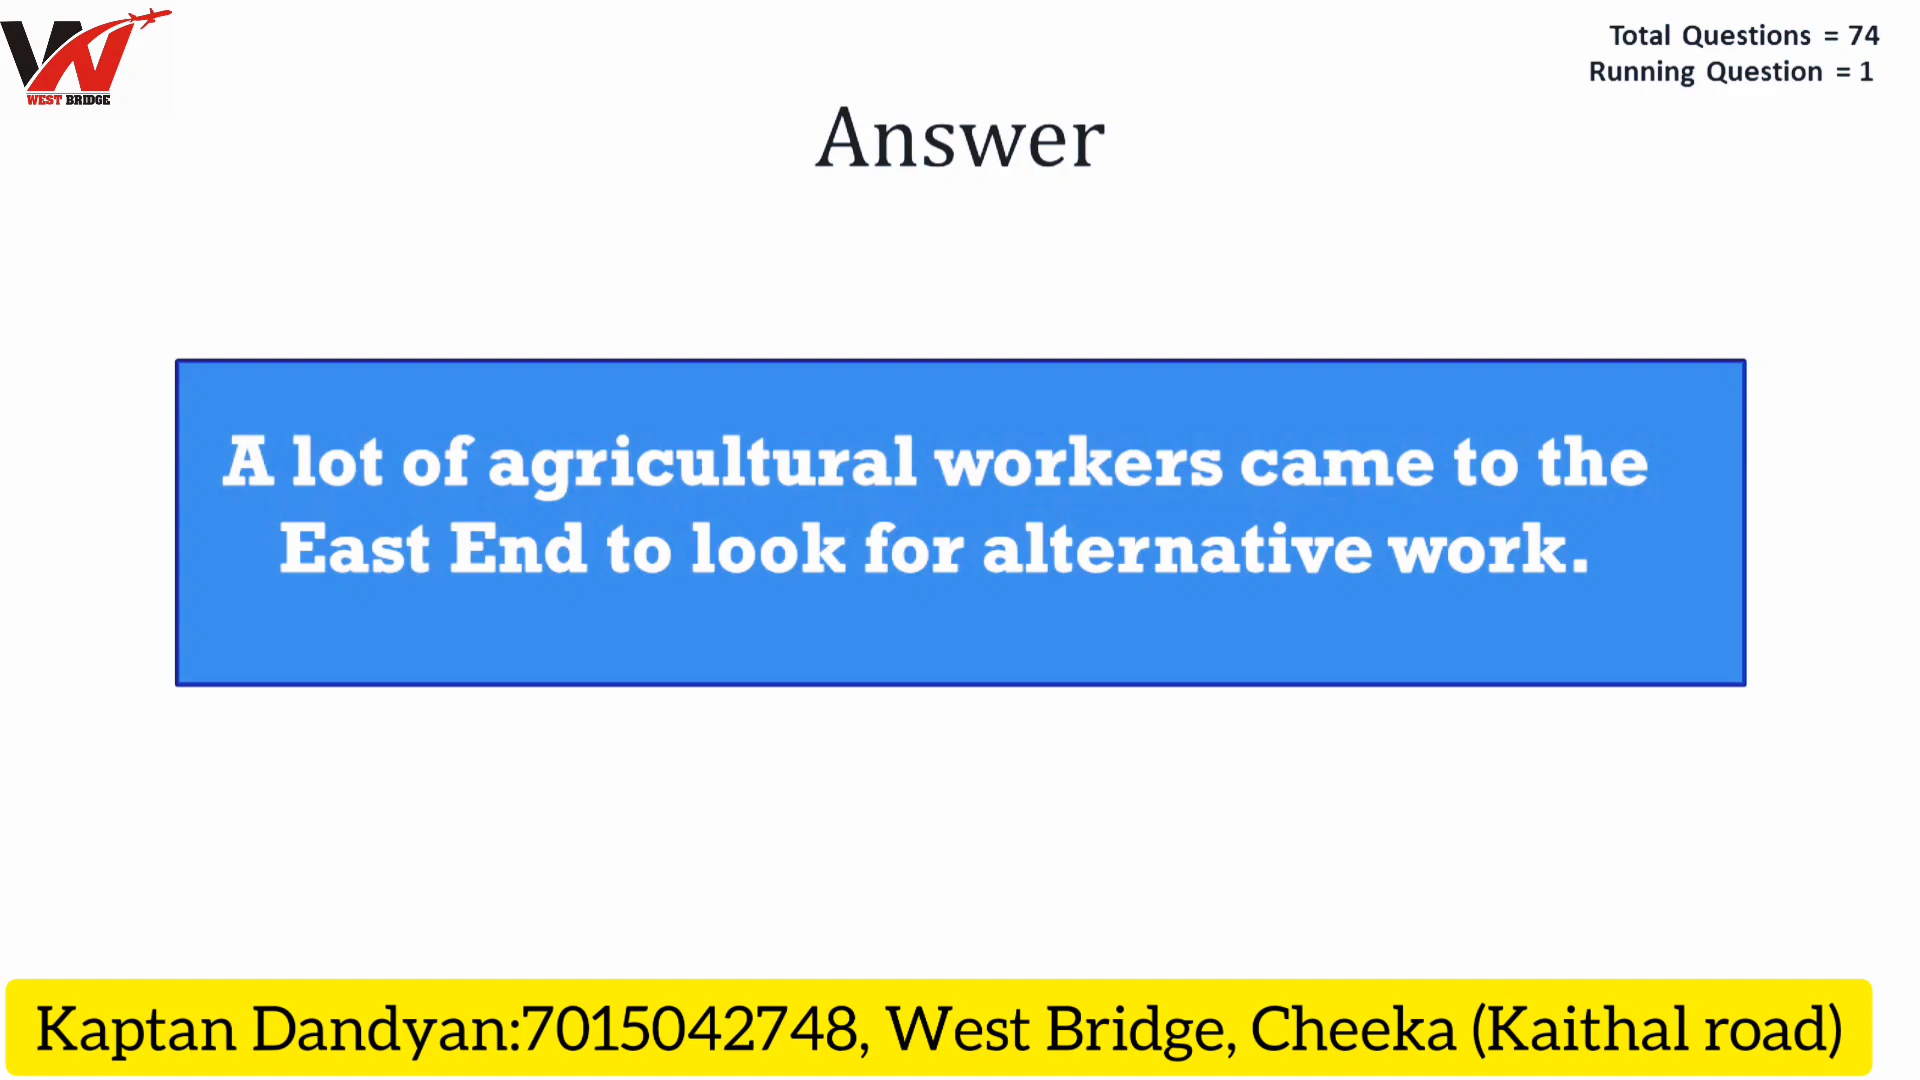 WEST BRIDGE
Total Questions = 74
Running Question = 1
Answer
A lot of agricultural workers came to the
East End to look for alternative work.
Kaptan Dandyan:7015042748, West Bridge, Cheeka (Kaithal road)